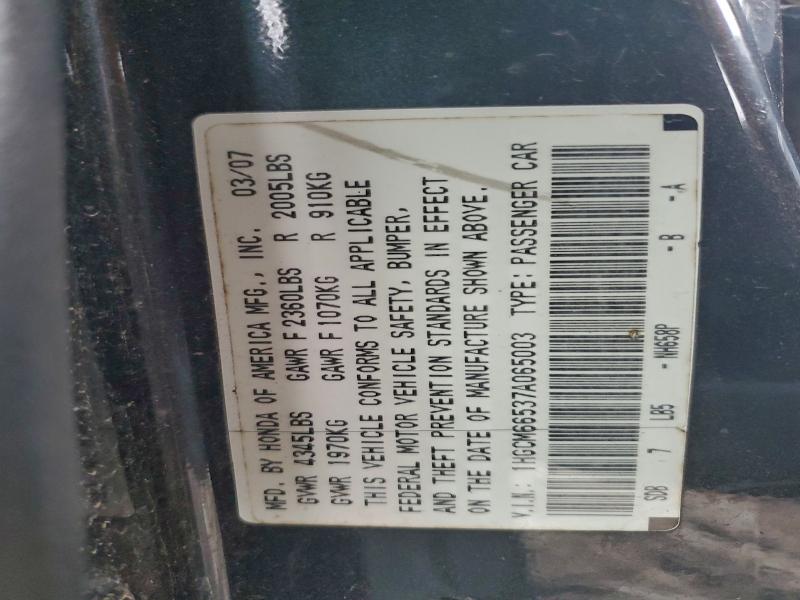 MFD. BY HONDA OF AMERICA MFG., INC. 03/07
GVWR 4345LBS GAWR F 2360LBS R 2005LBS
GVWR 1970KG GAWR F 1070KG R 910KG
THIS VEHICLE CONFORMS TO ALL APPLICABLE
FEDERAL MOTOR VEHICLE SAFETY, BUMPER,
AND THEFT PREVENTION STANDARDS IN EFFECT
ON THE DATE OF MANUFACTURE SHOWN ABOVE.
V.I.N.: 1HGCM66537A065003 TYPE: PASSENGER CAR
SDB 7 LB5 - NH658P - B - A